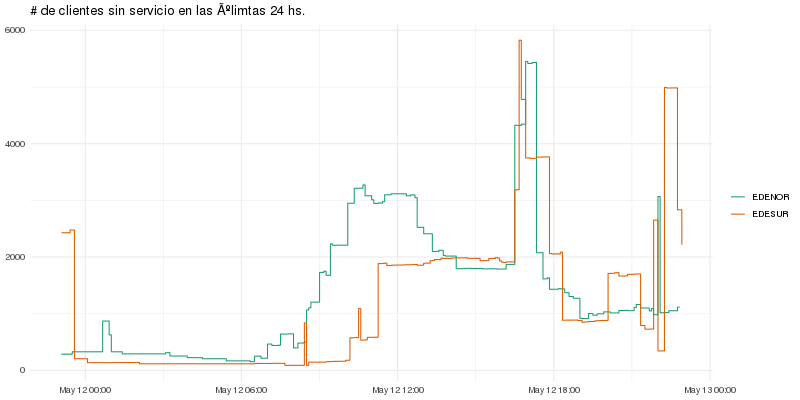 # de clientes sin servicio en las Ãºlimtas 24 hs.
6000
4000
2000
0
May 12 00:00
May 12 06:00
May 12 12:00
May 12 18:00
May 13 00:00
EDENOR
EDESUR